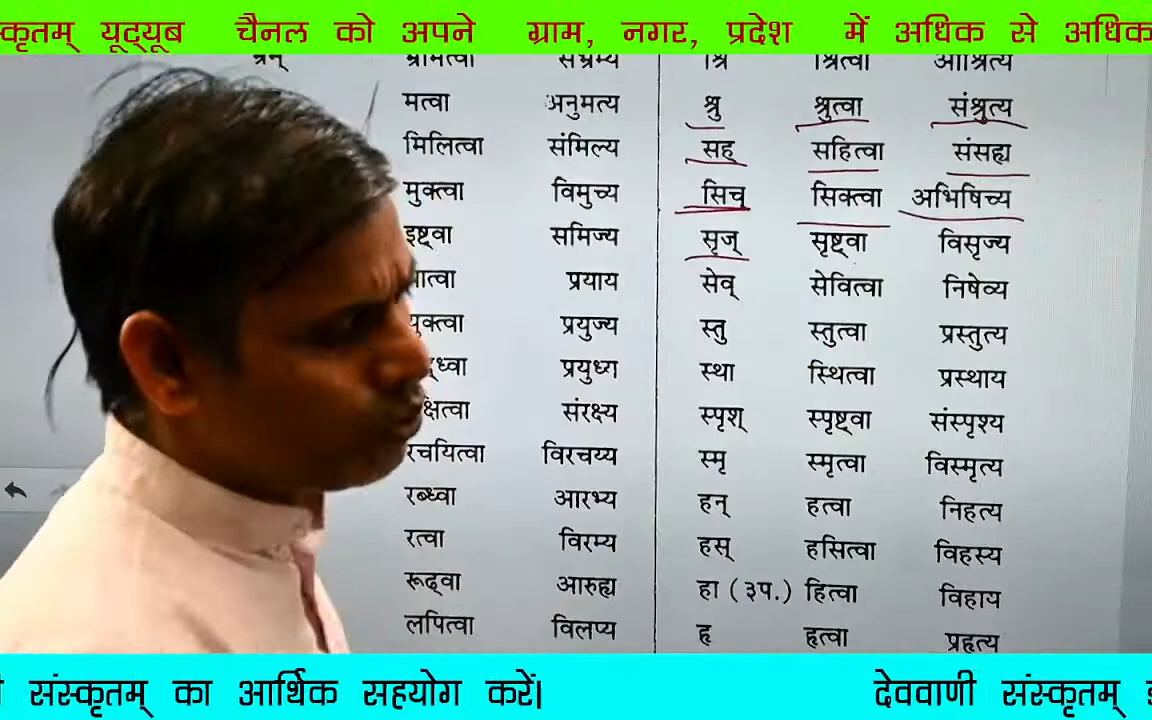 स्कृतम् यूट्यूब चैनल को अपने ग्राम, नगर, प्रदेश में अधिक से अधिक
श्रि श्रित्वा आश्रित्य
मत्वा अनुमत्य श्रु श्रुत्वा संश्रुत्य
मिलित्वा संमिल्य सह् सहित्वा संसह्य
मुक्त्वा विमुच्य सिच् सिक्त्वा अभिषिच्य
इष्ट्वा समिज्य सृज् सृष्ट्वा विसृज्य
यात्वा प्रयाय सेव् सेवित्वा निषेव्य
युक्त्वा प्रयुज्य स्तु स्तुत्वा प्रस्तुत्य
प्रयुध्य स्था स्थित्वा प्रस्थाय
क्षित्वा संरक्ष्य स्पृश् स्पृष्ट्वा संस्पृश्य
रचयित्वा विरचय्य स्मृ स्मृत्वा विस्मृत्य
रब्ध्वा आरभ्य हन् हत्वा निहत्य
रत्वा विरम्य हस् हसित्वा विहस्य
रूढ्वा आरुह्य हा (३प.) हित्वा विहाय
लपित्वा विलप्य हृ हृत्वा प्रहृत्य
संस्कृतम् का आर्थिक सहयोग करें। देववाणी संस्कृतम्